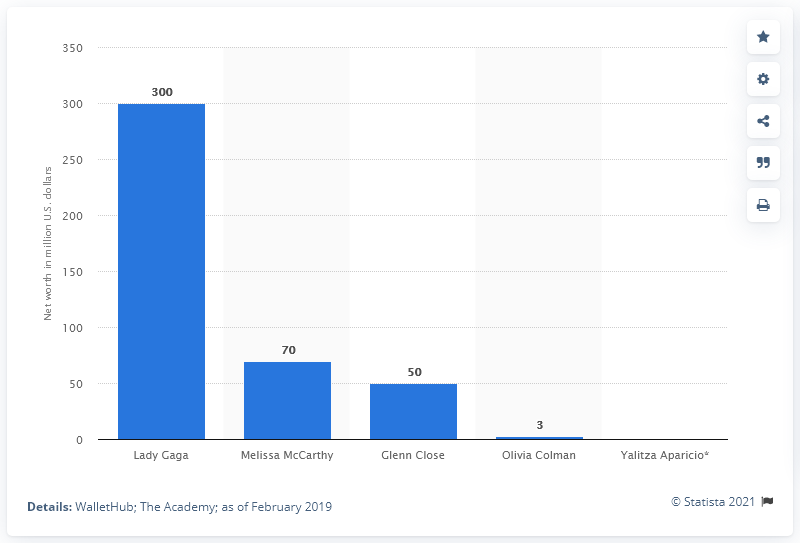 350
300
250
200
150
100
50
0
Net worth in million U.S. dollars
300
70
50
3
Lady Gaga
Melissa McCarthy
Glenn Close
Olivia Colman
Yalitza Aparicio*
Details: WalletHub; The Academy; as of February 2019
© Statista 2021